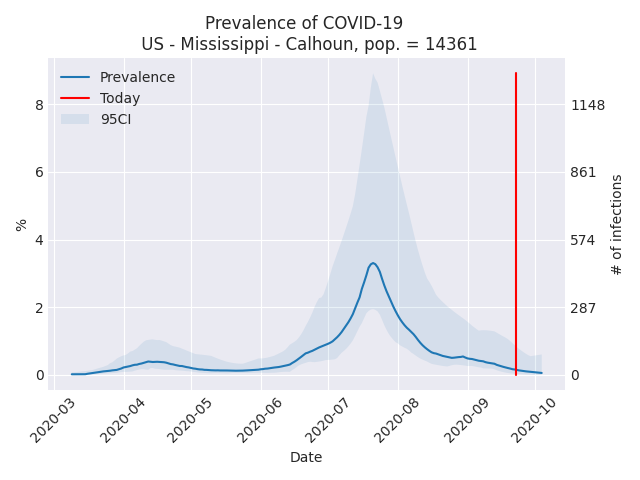 Prevalence of COVID-19
US - Mississippi - Calhoun, pop. = 14361
Prevalence
Today
95CI
8
6
4
2
0
%
1148
861
574
287
0
# of infections
2020-03
2020-04
2020-05
2020-06
2020-07
2020-08
2020-09
2020-10
Date